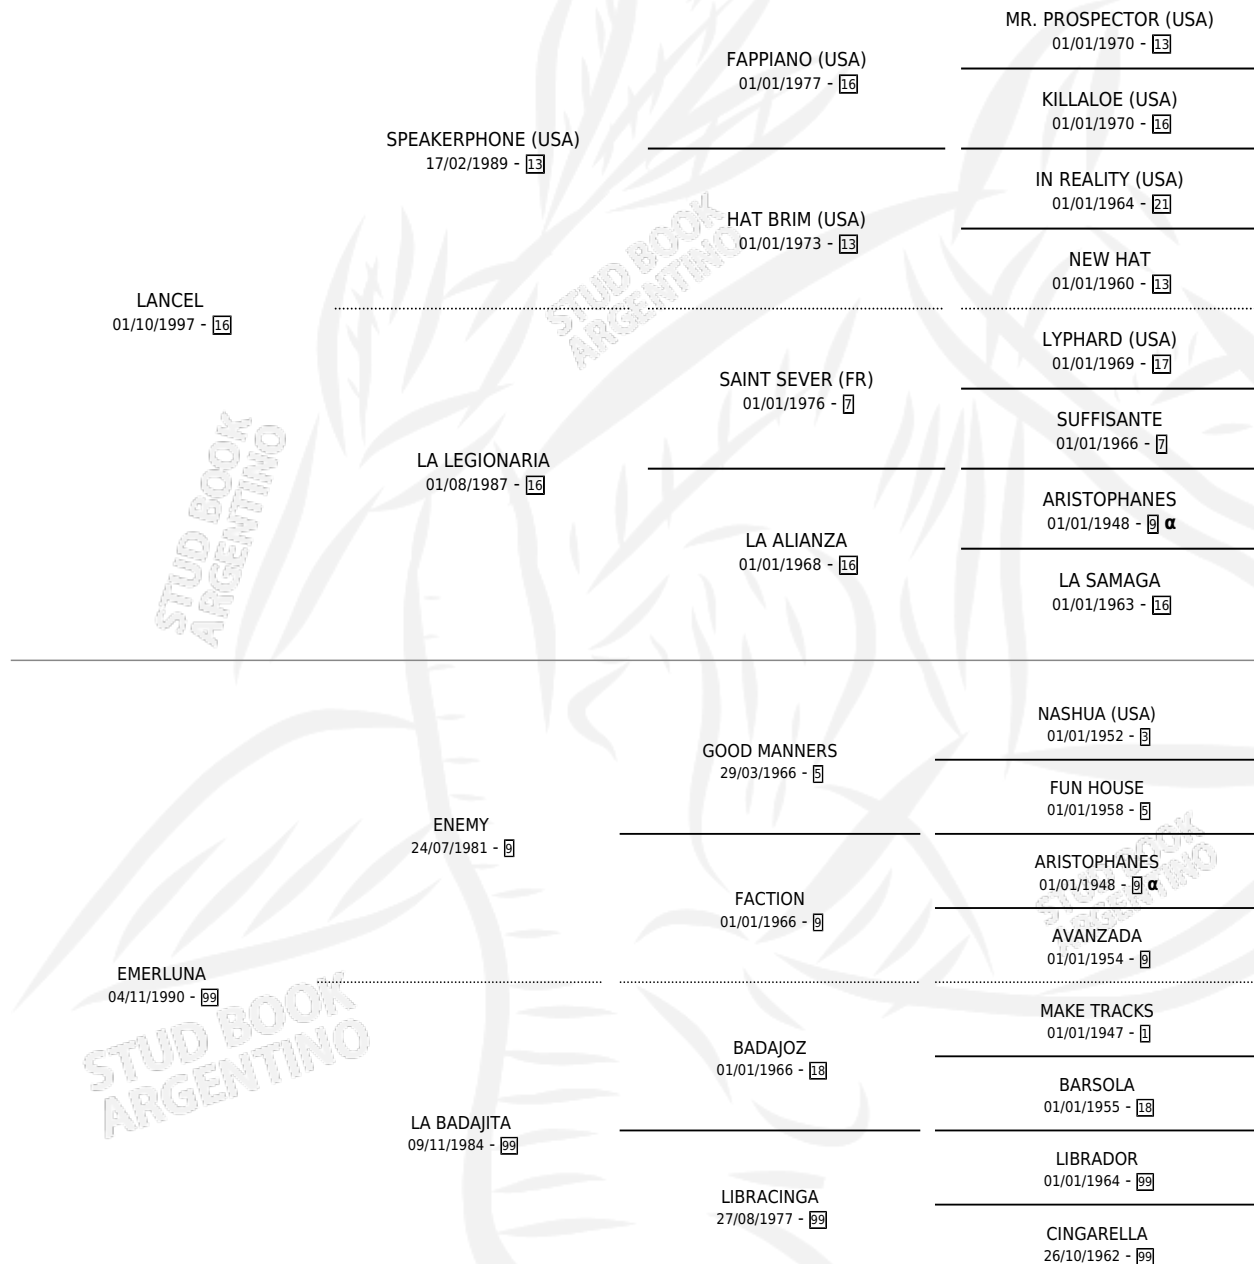 MR. PROSPECTOR (USA)
01/01/1970 - 13
FAPPIANO (USA)
01/01/1977 - 16
KILLALOE (USA)
01/01/1970 - 16
SPEAKERPHONE (USA)
17/02/1989 - 13
IN REALITY (USA)
01/01/1964 - 21
HAT BRIM (USA)
01/01/1973 - 13
NEW HAT
01/01/1960 - 13
STUD BOOK
ARGENTINO
LANCEL
01/10/1997 - 16
LYPHARD (USA)
01/01/1969 - 17
SAINT SEVER (FR)
01/01/1976 - 7
SUFFISANTE
01/01/1966 - 7
LA LEGIONARIA
01/08/1987 - 16
ARISTOPHANES
01/01/1948 - 9 α
LA ALIANZA
01/01/1968 - 16
LA SAMAGA
01/01/1963 - 16
STUD BOOK
ARGENTINO
NASHUA (USA)
01/01/1952 - 3
GOOD MANNERS
29/03/1966 - 5
FUN HOUSE
01/01/1958 - 5
ENEMY
24/07/1981 - 9
ARISTOPHANES
01/01/1948 - 9 α
FACTION
01/01/1966 - 9
AVANZADA
01/01/1954 - 9
STUD BOOK
ARGENTINO
EMERLUNA
04/11/1990 - 99
MAKE TRACKS
01/01/1947 - 1
BADAJOZ
01/01/1966 - 18
BARSOLA
01/01/1955 - 18
LA BADAJITA
09/11/1984 - 99
LIBRADOR
01/01/1964 - 99
LIBRACINGA
27/08/1977 - 99
CINGARELLA
26/10/1962 - 99
STUD BOOK
ARGENTINO